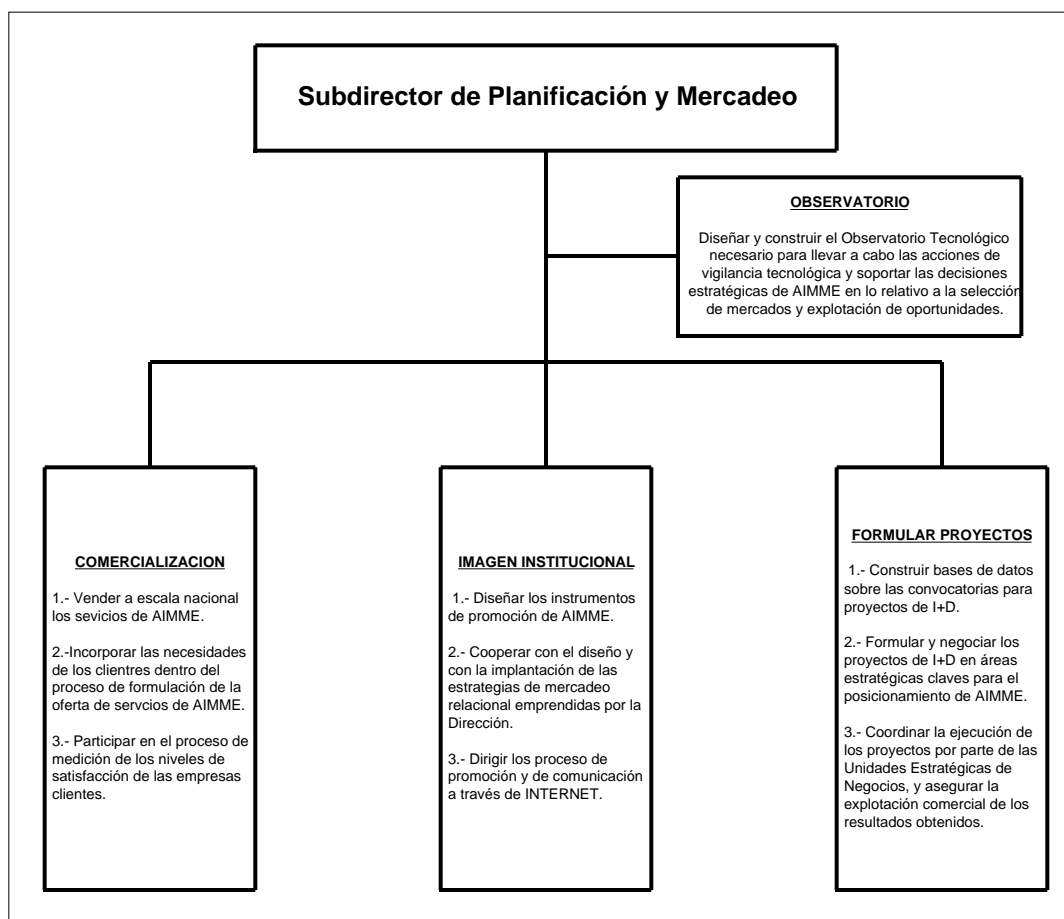 Subdirector de Planificación y Mercadeo
OBSERVATORIO
Diseñar y construir el Observatorio Tecnológico
necesario para llevar a cabo las acciones de
vigilancia tecnológica y soportar las decisiones
estratégicas de AIMME en lo relativo a la selección
de mercados y explotación de oportunidades.
COMERCIALIZACION
1.- Vender a escala nacional
los sevicios de AIMME.
2.-Incorporar las necesidades
de los clientres dentro del
proceso de formulación de la
oferta de servcios de AIMME.
3.- Participar en el proceso de
medición de los niveles de
satisfacción de las empresas
clientes.
IMAGEN INSTITUCIONAL
1.- Diseñar los instrumentos
de promoción de AIMME.
2.- Cooperar con el diseño y
con la implantación de las
estrategias de mercadeo
relacional emprendidas por la
Dirección.
3.- Dirigir los proceso de
promoción y de comunicación
a través de INTERNET.
FORMULAR PROYECTOS
1.- Construir bases de datos
sobre las convocatorias para
proyectos de I+D.
2.- Formular y negociar los
proyectos de I+D en áreas
estratégicas claves para el
posicionamiento de AIMME.
3.- Coordinar la ejecución de
los proyectos por parte de las
Unidades Estratégicas de
Negocios, y asegurar la
explotación comercial de los
resultados obtenidos.